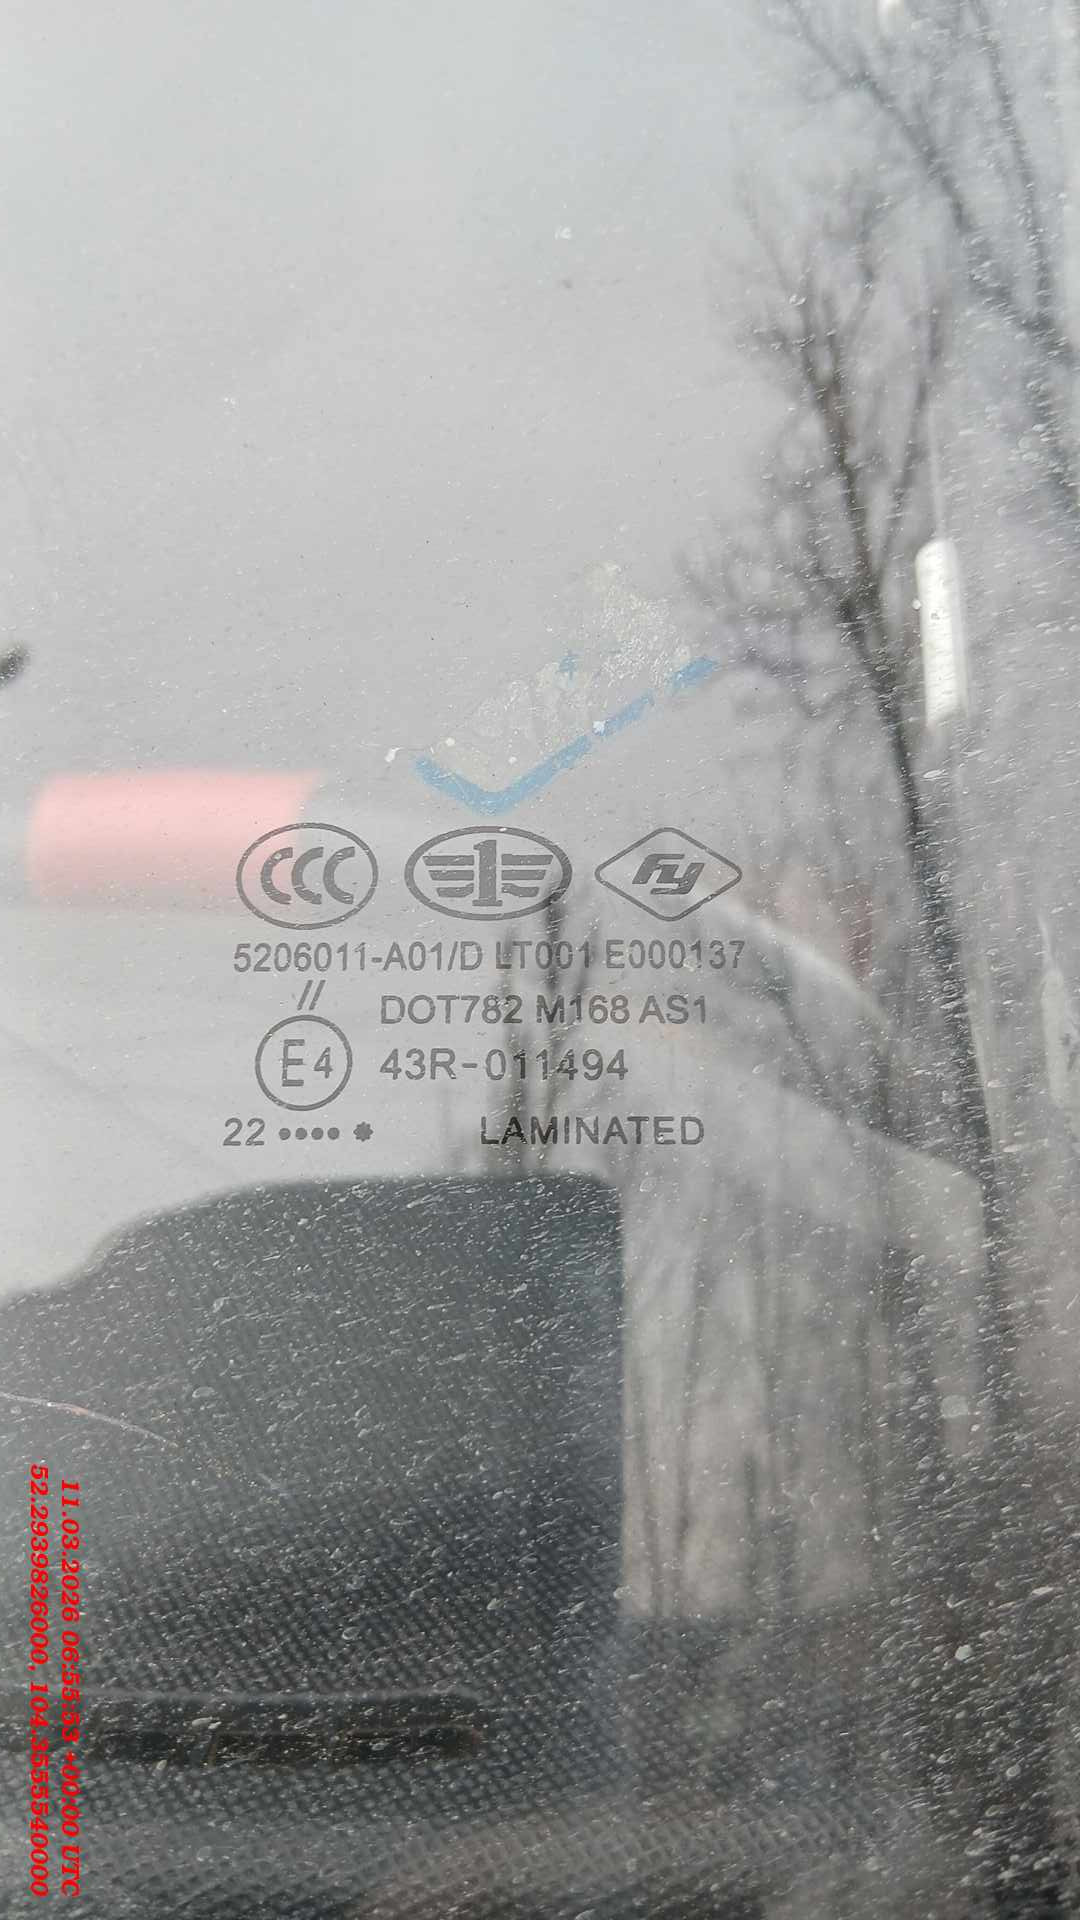 CCC 1 FY
5206011-A01/D LT001 E000137
// DOT782 M168 AS1
E4 43R-011494
22 •••• * LAMINATED
11.03.2026 06:55:53 +00:00 UTC
52.2939826000, 104.3555540000